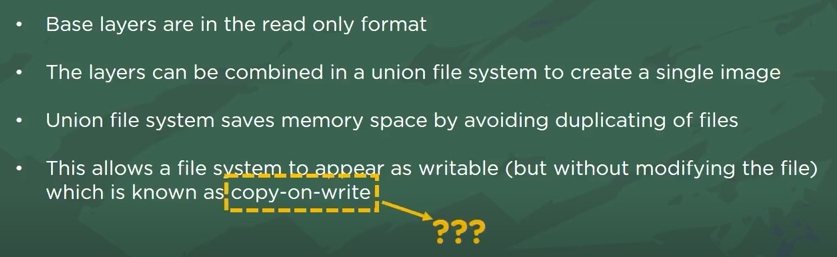 • Base layers are in the read only format
• The layers can be combined in a union file system to create a single image
• Union file system saves memory space by avoiding duplicating of files
• This allows a file system to appear as writable (but without modifying the file)
which is known as copy-on-write
???